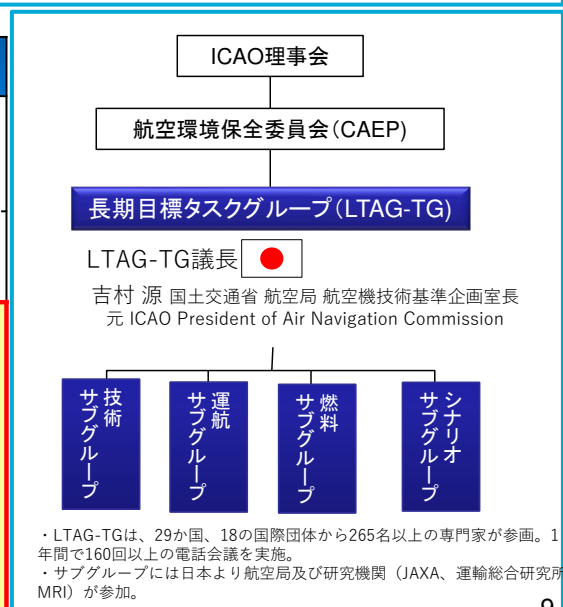 ICAO理事会
航空環境保全委員会(CAEP)
長期目標タスクグループ(LTAG-TG)
LTAG-TG議長
吉村 源 国土交通省 航空局 航空機技術基準企画室長
元 ICAO President of Air Navigation Commission
技術
サブグループ
運航
サブグループ
燃料
サブグループ
シナリオ
サブグループ
・LTAG-TGは、29か国、18の国際団体から265名以上の専門家が参画。1
年間で160回以上の電話会議を実施。
・サブグループには日本より航空局及び研究機関（JAXA、運輸総合研究所
MRI）が参加。
9